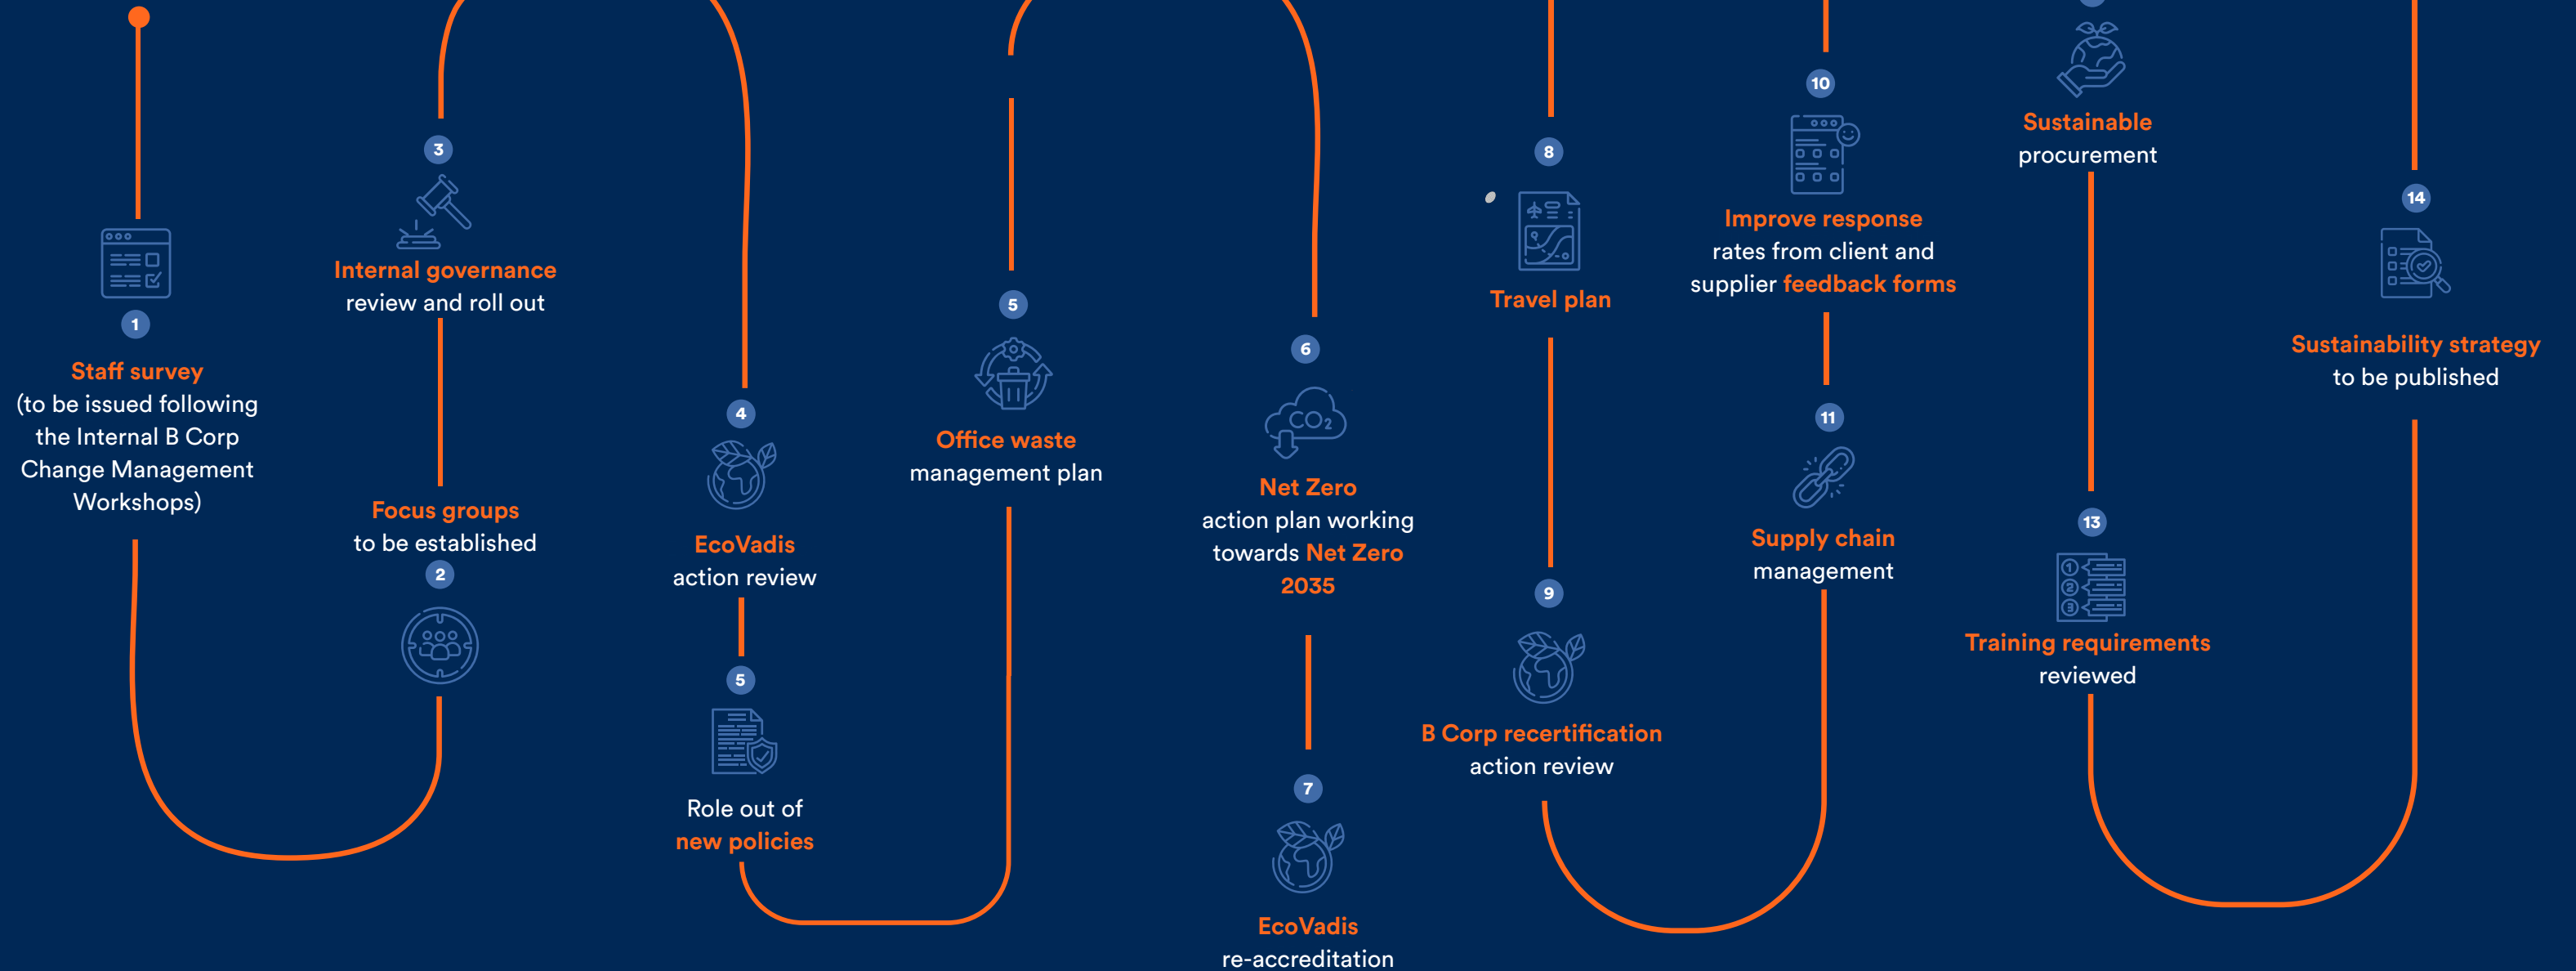 1
Staff survey
(to be issued following
the Internal B Corp
Change Management
Workshops)
Focus groups
to be established
2
3
Internal governance
review and roll out
4
EcoVadis
action review
5
Role out of
new policies
5
Office waste
management plan
6
CO2
Net Zero
action plan working
towards Net Zero
2035
7
EcoVadis
re-accreditation
8
Travel plan
9
B Corp recertification
action review
10
Improve response
rates from client and
supplier feedback forms
11
Supply chain
management
Sustainable
procurement
13
1
2
3
Training requirements
reviewed
14
Sustainability strategy
to be published